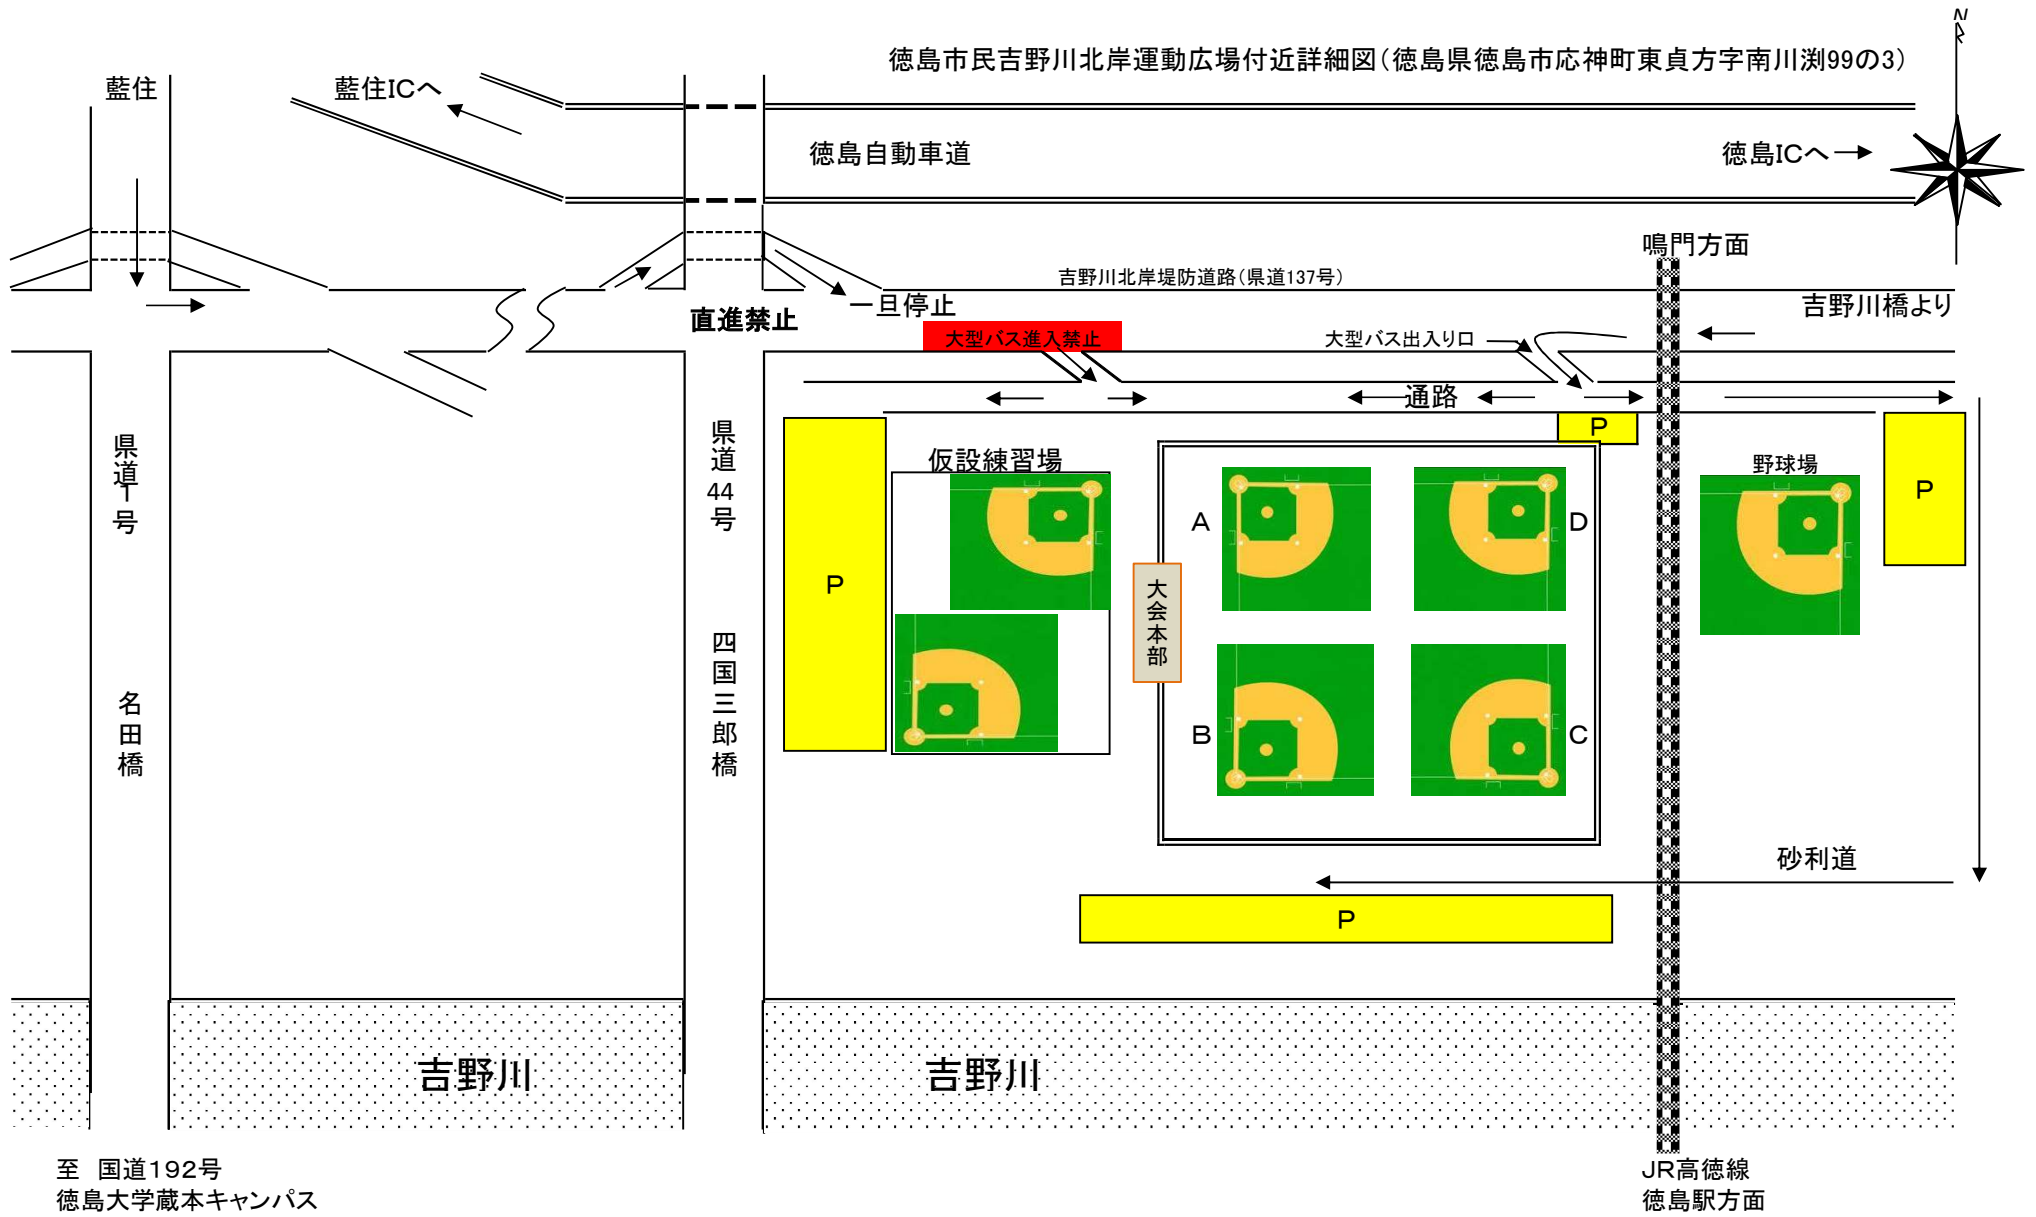 N
徳島市民吉野川北岸運動広場付近詳細図(徳島県徳島市応神町東貞方字南川渕99の3)
藍住
藍住ICへ
徳島自動車道
徳島ICへ
鳴門方面
吉野川北岸堤防道路(県道137号)
一旦停止
吉野川橋より
直進禁止
大型バス進入禁止
大型バス出入り口
通路
P
県道1号
県道44号
仮設練習場
野球場
A
D
P
P
大会本部
四国三郎橋
名田橋
B
C
砂利道
P
吉野川
吉野川
至 国道192号
徳島大学蔵本キャンパス
JR高徳線
徳島駅方面